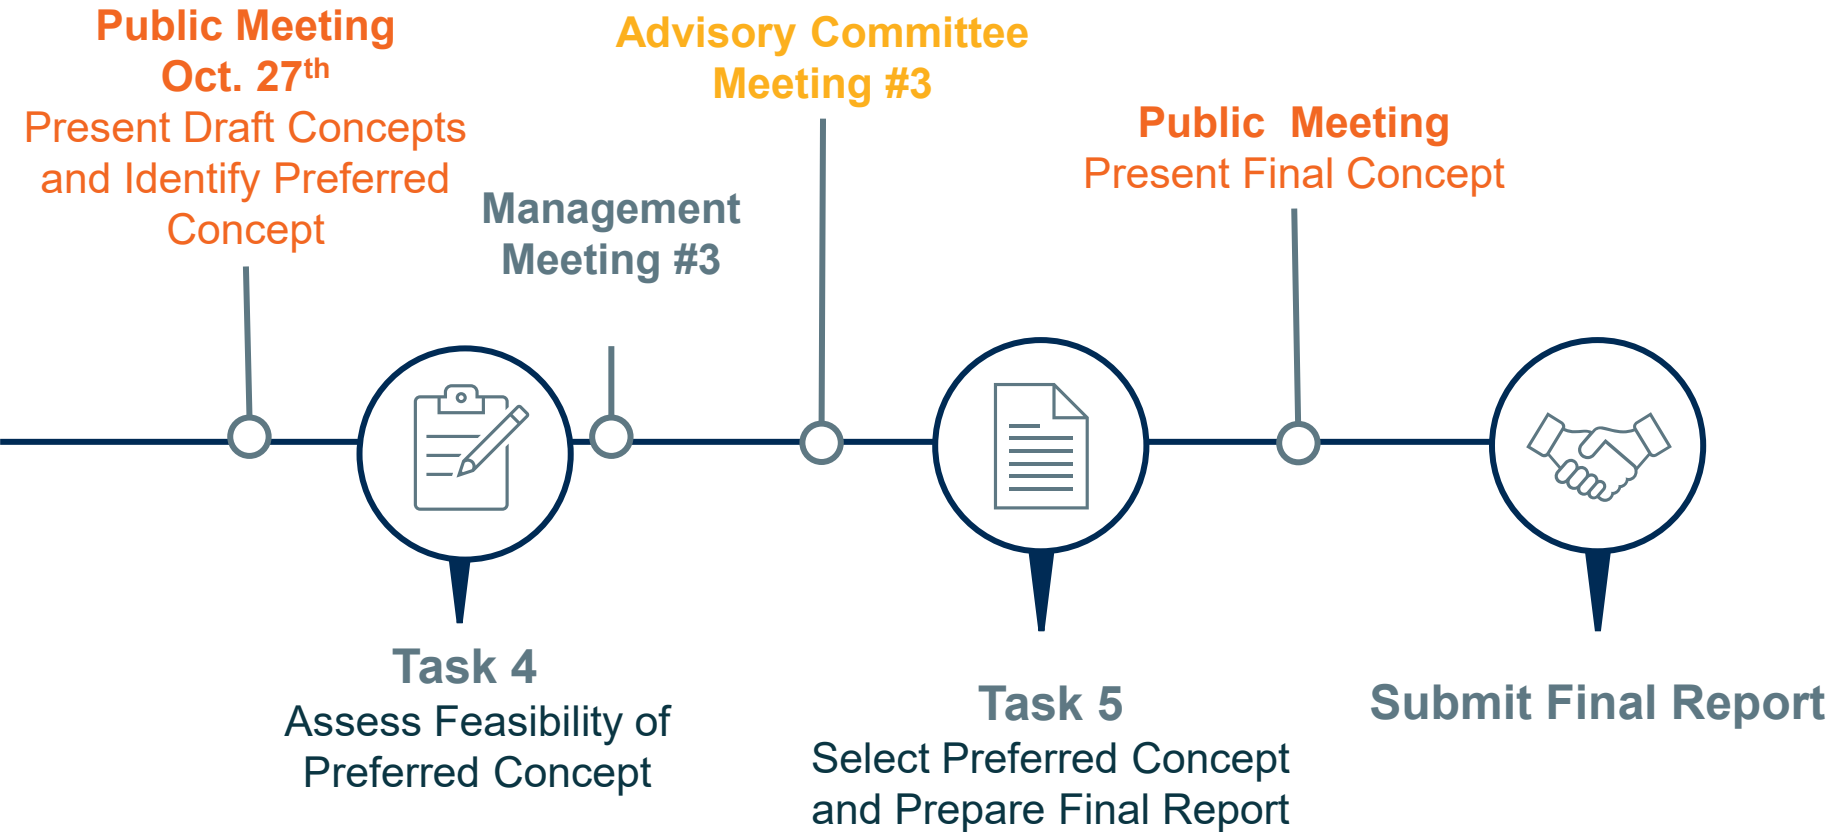 Public Meeting
Oct. 27th
Present Draft Concepts
and Identify Preferred
Concept
Management
Meeting #3
Advisory Committee
Meeting #3
Public  Meeting
Present Final Concept
Task 4
Assess Feasibility of
Preferred Concept
Task 5
Select Preferred Concept
and Prepare Final Report
Submit Final Report